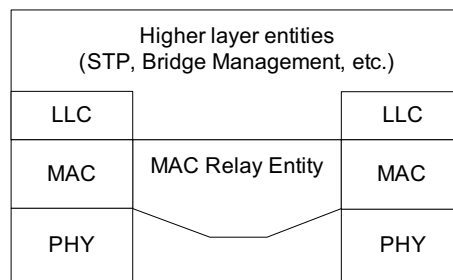 Higher layer entities
(STP, Bridge Management, etc.)
LLC
LLC
MAC
MAC Relay Entity
MAC
PHY
PHY